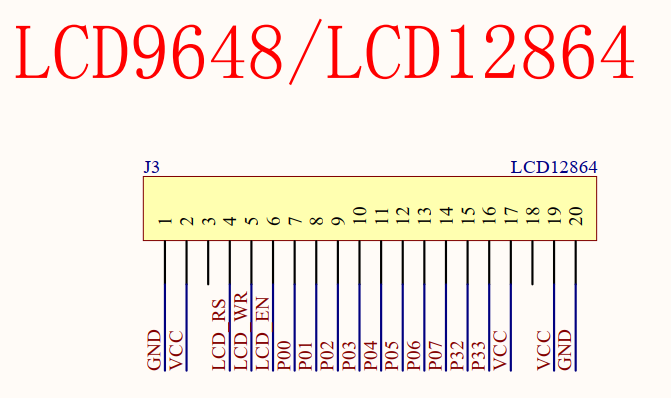 LCD9648/LCD12864
J3 LCD12864
1 2 3 4 5 6 7 8 9 10 11 12 13 14 15 16 17 18 19 20
GND VCC LCD_RS LCD_WR LCD_EN P00 P01 P02 P03 P04 P05 P06 P07 P32 P33 VCC VCC GND